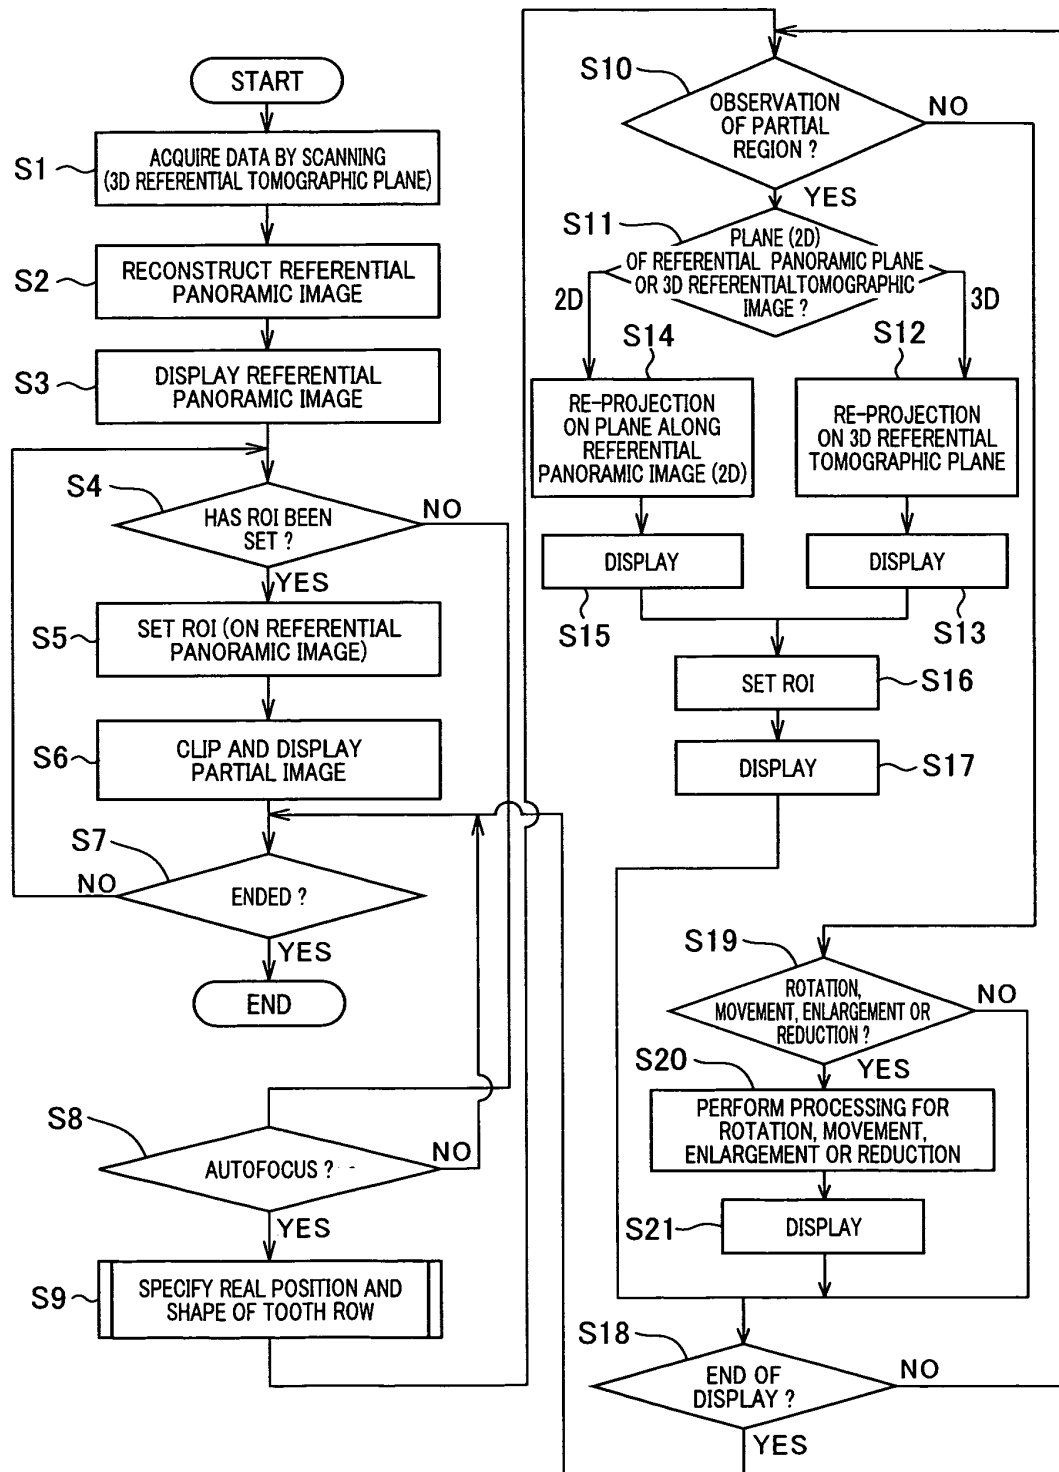 START
S1
ACQUIRE DATA BY SCANNING
(3D REFERENTIAL TOMOGRAPHIC PLANE)
S2
RECONSTRUCT REFERENTIAL
PANORAMIC IMAGE
S3
DISPLAY REFERENTIAL
PANORAMIC IMAGE
S4
HAS ROI BEEN
SET ?
NO
YES
S5
SET ROI (ON REFERENTIAL
PANORAMIC IMAGE)
S6
CLIP AND DISPLAY
PARTIAL IMAGE
S7
ENDED ?
NO
YES
END
S8
AUTOFOCUS ?
NO
YES
S9
SPECIFY REAL POSITION AND
SHAPE OF TOOTH ROW
S10
OBSERVATION
OF PARTIAL
REGION ?
NO
YES
S11
PLANE (2D)
OF REFERENTIAL PANORAMIC PLANE
OR 3D REFERENTIALTOMOGRAPHIC
IMAGE ?
2D
3D
S14
RE-PROJECTION
ON PLANE ALONG
REFERENTIAL
PANORAMIC IMAGE (2D)
S12
RE-PROJECTION
ON 3D REFERENTIAL
TOMOGRAPHIC PLANE
DISPLAY
S15
DISPLAY
S13
SET ROI
S16
DISPLAY
S17
S19
ROTATION,
MOVEMENT, ENLARGEMENT OR
REDUCTION ?
NO
YES
S20
PERFORM PROCESSING FOR
ROTATION, MOVEMENT,
ENLARGEMENT OR REDUCTION
S21
DISPLAY
S18
END OF
DISPLAY ?
NO
YES